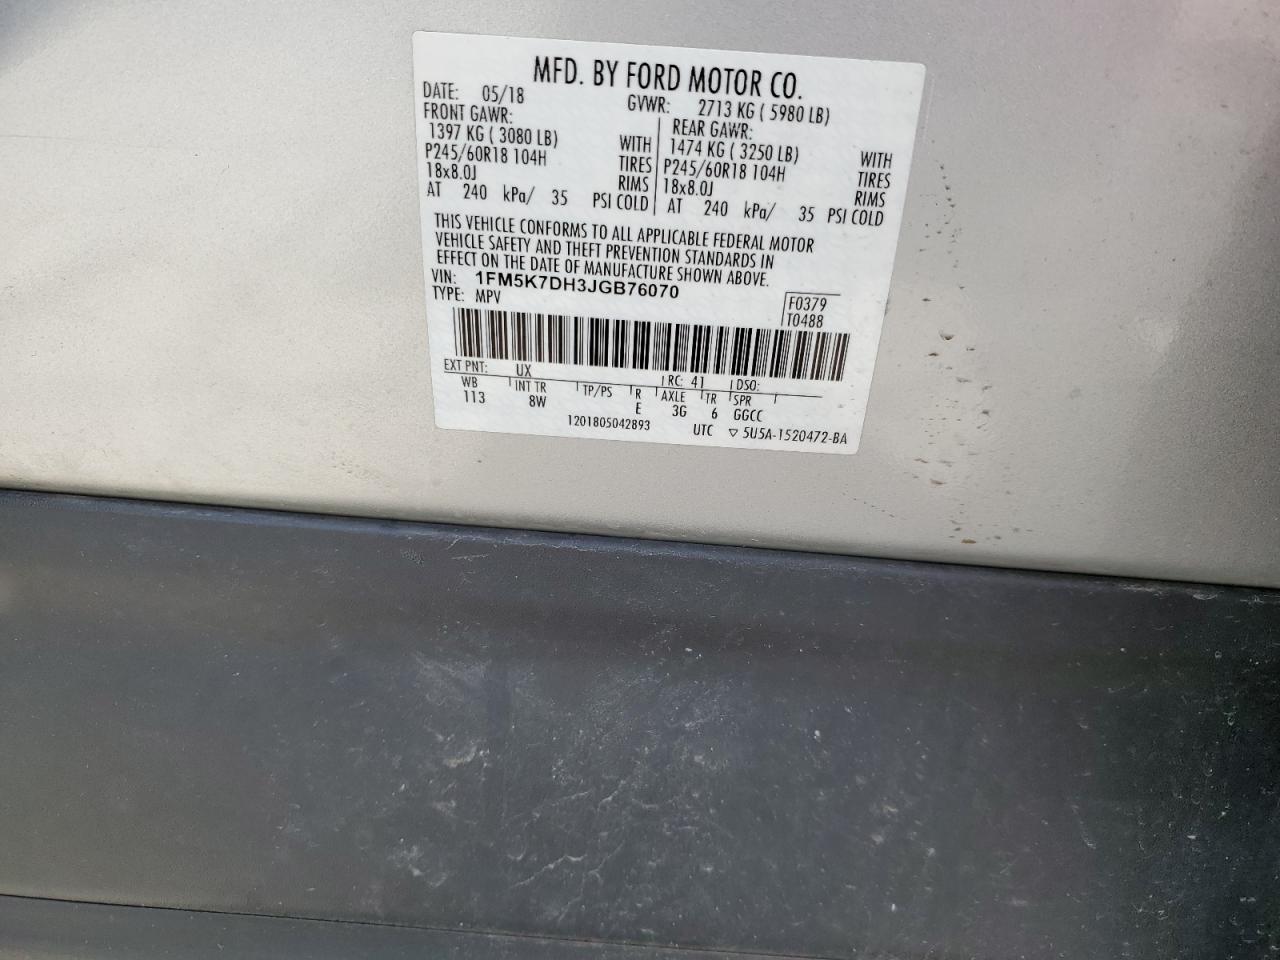 MFD. BY FORD MOTOR CO.
DATE: 05/18 GVWR: 2713 KG ( 5980 LB)
FRONT GAWR: REAR GAWR:
1397 KG ( 3080 LB) WITH 1474 KG ( 3250 LB) WITH
P245/60R18 104H TIRES P245/60R18 104H TIRES
18x8.0J RIMS 18x8.0J RIMS
AT 240 kPa/ 35 PSI COLD AT 240 kPa/ 35 PSI COLD
THIS VEHICLE CONFORMS TO ALL APPLICABLE FEDERAL MOTOR
VEHICLE SAFETY AND THEFT PREVENTION STANDARDS IN
EFFECT ON THE DATE OF MANUFACTURE SHOWN ABOVE.
VIN: 1FM5K7DH3JGB76070
TYPE: MPV
F0379
T0488
EXT PNT: UX RC: 41 DSO:
WB INT TR TP/PS R AXLE TR SPR
113 8W E 3G 6 GGCC
1201805042893 UTC ▽ 5U5A-1520472-BA